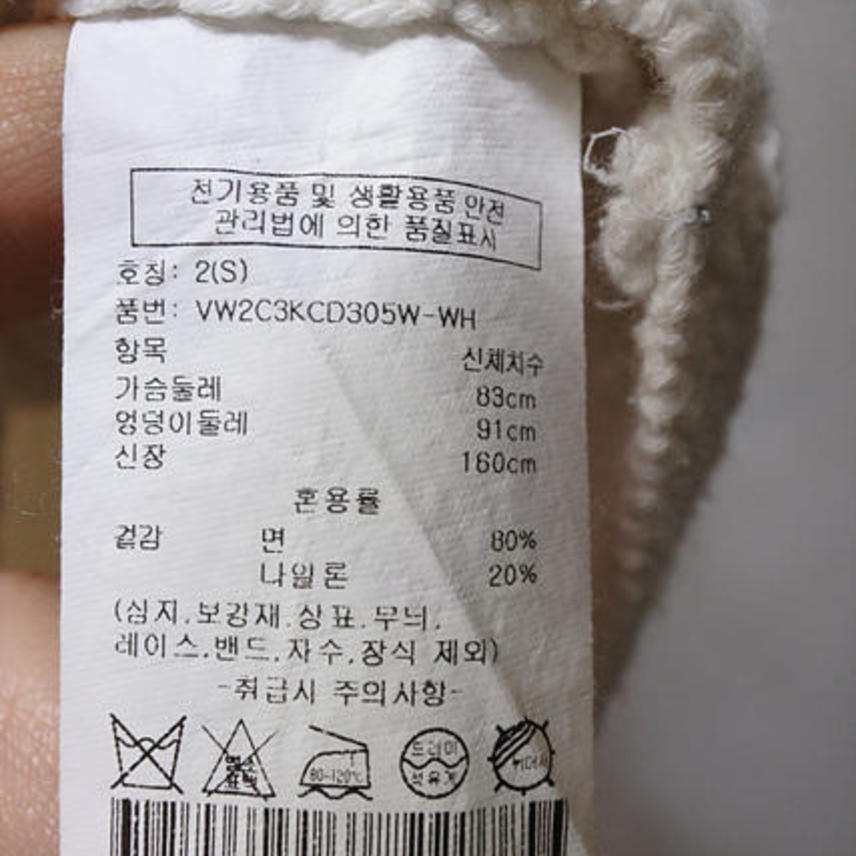 전기용품 및 생활용품 안전
관리법에 의한 품질표시
호칭: 2(S)
품번: VW2C3KCD305W-WH
항목 신체치수
가슴둘레 83cm
엉덩이둘레 91cm
신장 160cm
혼용률
겉감 면 80%
나일론 20%
(심지.보강재.상표.무늬.
레이스.밴드.자수.장식 제외)
-취급시 주의사항-
염소
표백
80-120℃
드라이
석유계